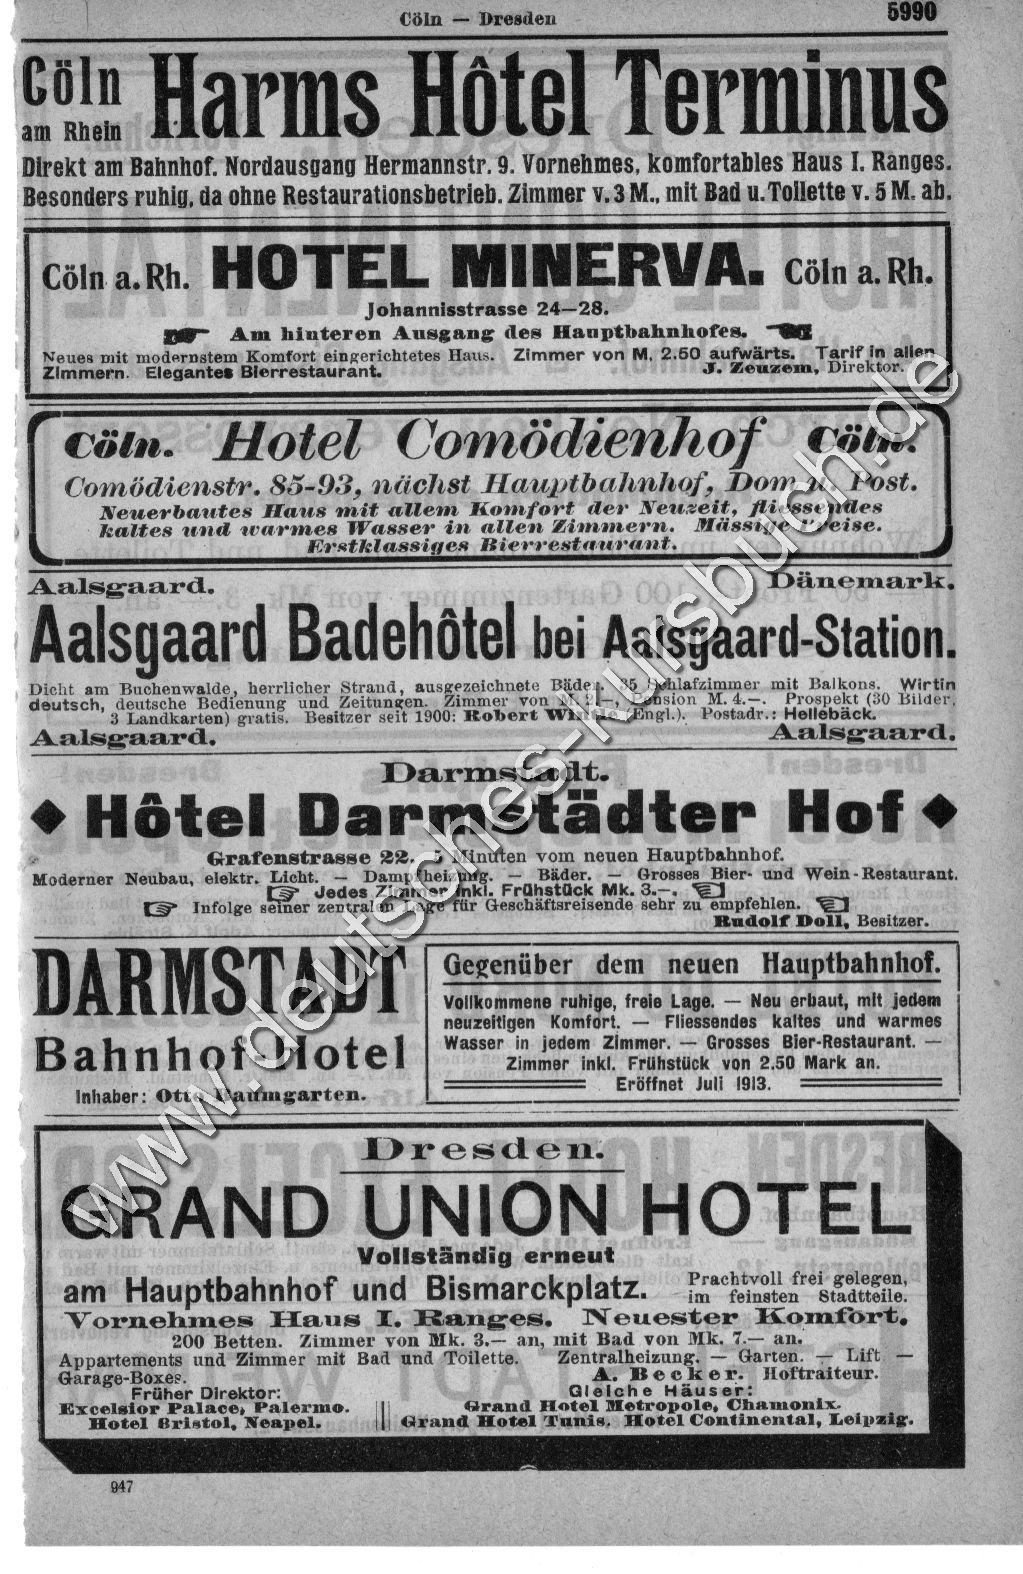 Cöln — Dresden
5990
Cöln am Rhein Harms Hôtel Terminus
Direkt am Bahnhof. Nordausgang Hermannstr. 9. Vornehmes, komfortables Haus I. Ranges.
Besonders ruhig, da ohne Restaurationsbetrieb. Zimmer v. 3 M., mit Bad u. Toilette v. 5 M. ab.
Cöln a. Rh. HOTEL MINERVA. Cöln a. Rh.
Johannisstrasse 24—28.
Am hinteren Ausgang des Hauptbahnhofes.
Neues mit modernstem Komfort eingerichtetes Haus. Zimmer von M. 2.50 aufwärts. Tarif in allen
Zimmern. Elegantes Bierrestaurant. J. Zeuzem, Direktor.
Cöln. Hotel Comödienhof Cöln.
Comödienstr. 85-93, nächst Hauptbahnhof, Dom u. Post.
Neuerbautes Haus mit allem Komfort der Neuzeit, fliessendes
kaltes und warmes Wasser in allen Zimmern. Mässige Preise.
Erstklassiges Bierrestaurant.
Aalsgaard. Dänemark.
Aalsgaard Badehôtel bei Aalsgaard-Station.
Dicht am Buchenwalde, herrlicher Strand, ausgezeichnete Bäder. 35 Schlafzimmer mit Balkons. Wirtin
deutsch, deutsche Bedienung und Zeitungen. Zimmer von M. 2.—, Pension M. 4.—. Prospekt (30 Bilder,
3 Landkarten) gratis. Besitzer seit 1900: Robert (Engl.). Postadr.: Hellebäck.
Aalsgaard. Aalsgaard.
Darmstadt.
◆ Hôtel Darmstädter Hof ◆
Grafenstrasse 22. 5 Minuten vom neuen Hauptbahnhof.
Moderner Neubau, elektr. Licht. — Dampfheizung. — Bäder. — Grosses Bier- und Wein-Restaurant.
Jedes Zimmer inkl. Frühstück Mk. 3.—.
Infolge seiner zentralen Lage für Geschäftsreisende sehr zu empfehlen.
Rudolf Doll, Besitzer.
DARMSTADT
Bahnhof-Hotel
Inhaber: Otto Baumgarten.
Gegenüber dem neuen Hauptbahnhof.
Vollkommene ruhige, freie Lage. — Neu erbaut, mit jedem
neuzeitigen Komfort. — Fliessendes kaltes und warmes
Wasser in jedem Zimmer. — Grosses Bier-Restaurant. —
Zimmer inkl. Frühstück von 2.50 Mark an.
Eröffnet Juli 1913.
Dresden.
GRAND UNION HOTEL
Vollständig erneut
am Hauptbahnhof und Bismarckplatz. Prachtvoll frei gelegen,
im feinsten Stadtteile.
Vornehmes Haus I. Ranges. Neuester Komfort.
200 Betten. Zimmer von Mk. 3.— an, mit Bad von Mk. 7.— an.
Appartements und Zimmer mit Bad und Toilette. Zentralheizung. — Garten. — Lift —
Garage-Boxes. A. Becker. Hoftraiteur.
Früher Direktor: Gleiche Häuser:
Excelsior Palace, Palermo. Grand Hotel Metropole, Chamonix.
Hotel Bristol, Neapel. Grand Hotel Tunis. Hotel Continental, Leipzig.
947
www.deutsches-kursbuch.de